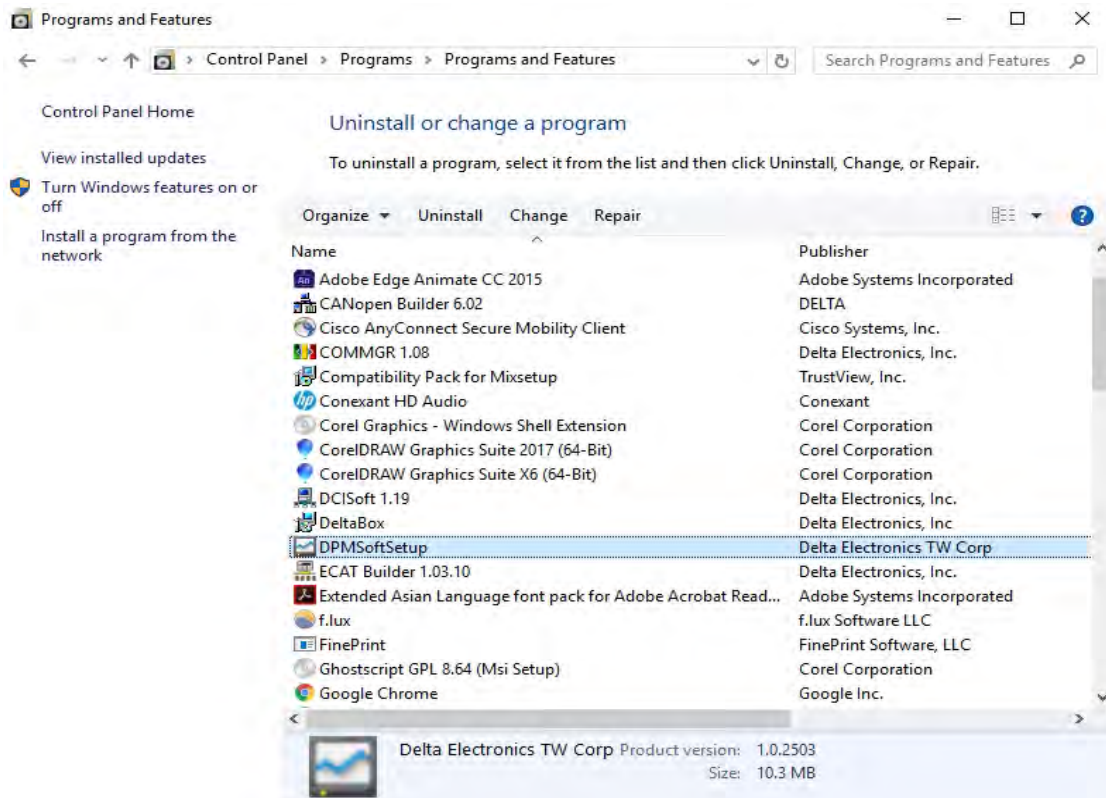 Programs and Features
Control Panel > Programs > Programs and Features
Search Programs and Features
Control Panel Home
View installed updates
Turn Windows features on or
off
Install a program from the
network
Uninstall or change a program
To uninstall a program, select it from the list and then click Uninstall, Change, or Repair.
Organize Uninstall Change Repair
Name Publisher
Adobe Edge Animate CC 2015 Adobe Systems Incorporated
CANopen Builder 6.02 DELTA
Cisco AnyConnect Secure Mobility Client Cisco Systems, Inc.
COMMGR 1.08 Delta Electronics, Inc.
Compatibility Pack for Mixsetup TrustView, Inc.
Conexant HD Audio Conexant
Corel Graphics - Windows Shell Extension Corel Corporation
CorelDRAW Graphics Suite 2017 (64-Bit) Corel Corporation
CorelDRAW Graphics Suite X6 (64-Bit) Corel Corporation
DCISoft 1.19 Delta Electronics, Inc.
DeltaBox Delta Electronics, Inc
DPMSoftSetup Delta Electronics TW Corp
ECAT Builder 1.03.10 Delta Electronics, Inc.
Extended Asian Language font pack for Adobe Acrobat Read... Adobe Systems Incorporated
f.lux f.lux Software LLC
FinePrint FinePrint Software, LLC
Ghostscript GPL 8.64 (Msi Setup) Corel Corporation
Google Chrome Google Inc.
Delta Electronics TW Corp Product version: 1.0.2503
Size: 10.3 MB